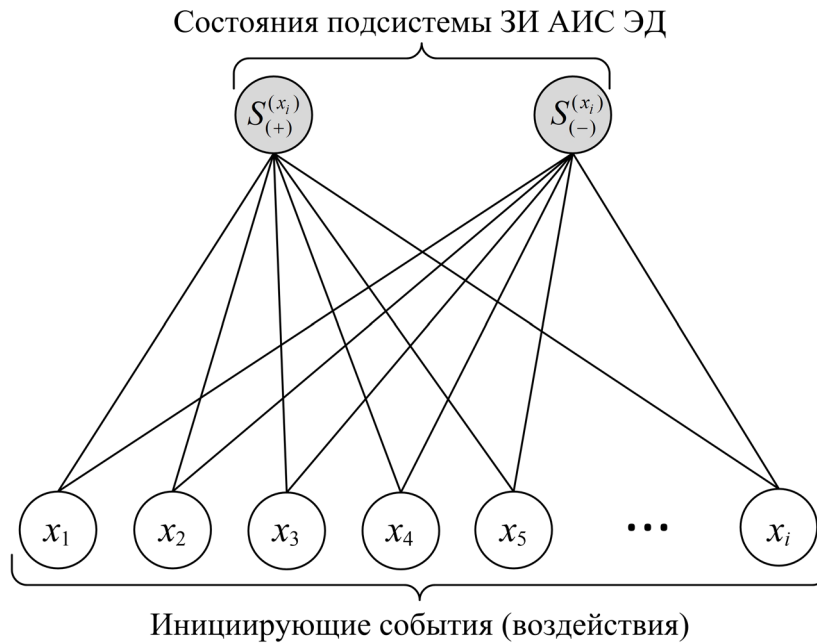 Состояния подсистемы ЗИ АИС ЭД
S₍₊₎⁽ˣᵢ⁾ S₍₋₎⁽ˣᵢ⁾
x₁ x₂ x₃ x₄ x₅ ... xᵢ
Инициирующие события (воздействия)